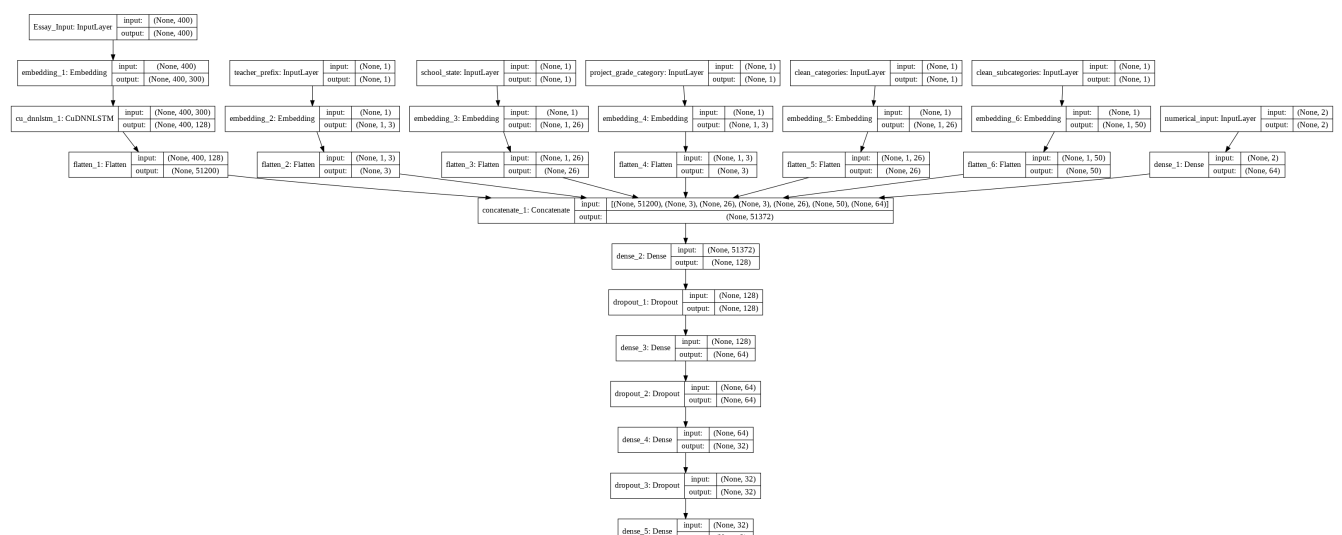 Essay_Input: InputLayer input: (None, 400)
output: (None, 400)
embedding_1: Embedding input: (None, 400)
output: (None, 400, 300)
teacher_prefix: InputLayer input: (None, 1)
output: (None, 1)
school_state: InputLayer input: (None, 1)
output: (None, 1)
project_grade_category: InputLayer input: (None, 1)
output: (None, 1)
clean_categories: InputLayer input: (None, 1)
output: (None, 1)
clean_subcategories: InputLayer input: (None, 1)
output: (None, 1)
cu_dnnlstm_1: CuDNNLSTM input: (None, 400, 300)
output: (None, 400, 128)
embedding_2: Embedding input: (None, 1)
output: (None, 1, 3)
embedding_3: Embedding input: (None, 1)
output: (None, 1, 26)
embedding_4: Embedding input: (None, 1)
output: (None, 1, 3)
embedding_5: Embedding input: (None, 1)
output: (None, 1, 26)
embedding_6: Embedding input: (None, 1)
output: (None, 1, 50)
numerical_input: InputLayer input: (None, 2)
output: (None, 2)
flatten_1: Flatten input: (None, 400, 128)
output: (None, 51200)
flatten_2: Flatten input: (None, 1, 3)
output: (None, 3)
flatten_3: Flatten input: (None, 1, 26)
output: (None, 26)
flatten_4: Flatten input: (None, 1, 3)
output: (None, 3)
flatten_5: Flatten input: (None, 1, 26)
output: (None, 26)
flatten_6: Flatten input: (None, 1, 50)
output: (None, 50)
dense_1: Dense input: (None, 2)
output: (None, 64)
concatenate_1: Concatenate input: [(None, 51200), (None, 3), (None, 26), (None, 3), (None, 26), (None, 50), (None, 64)]
output: (None, 51372)
dense_2: Dense input: (None, 51372)
output: (None, 128)
dropout_1: Dropout input: (None, 128)
output: (None, 128)
dense_3: Dense input: (None, 128)
output: (None, 64)
dropout_2: Dropout input: (None, 64)
output: (None, 64)
dense_4: Dense input: (None, 64)
output: (None, 32)
dropout_3: Dropout input: (None, 32)
output: (None, 32)
dense_5: Dense input: (None, 32)